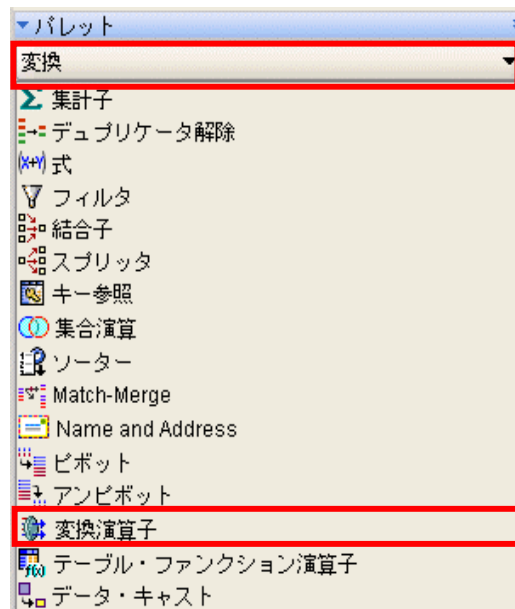 パレット
変換
集計子
デュプリケータ解除
(X+Y) 式
フィルタ
結合子
スプリッタ
キー参照
集合演算
ソーター
Match-Merge
Name and Address
ピボット
アンピボット
変換演算子
f(x) テーブル・ファンクション演算子
データ・キャスト